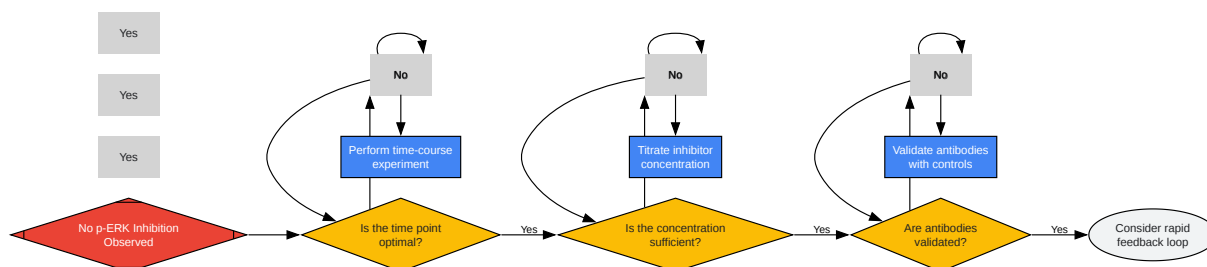 Yes
Yes
Yes
No
No
No
Perform time-course
experiment
Titrate inhibitor
concentration
Validate antibodies
with controls
No p-ERK Inhibition
Observed
Is the time point
optimal?
Yes
Is the concentration
sufficient?
Yes
Are antibodies
validated?
Yes
Consider rapid
feedback loop